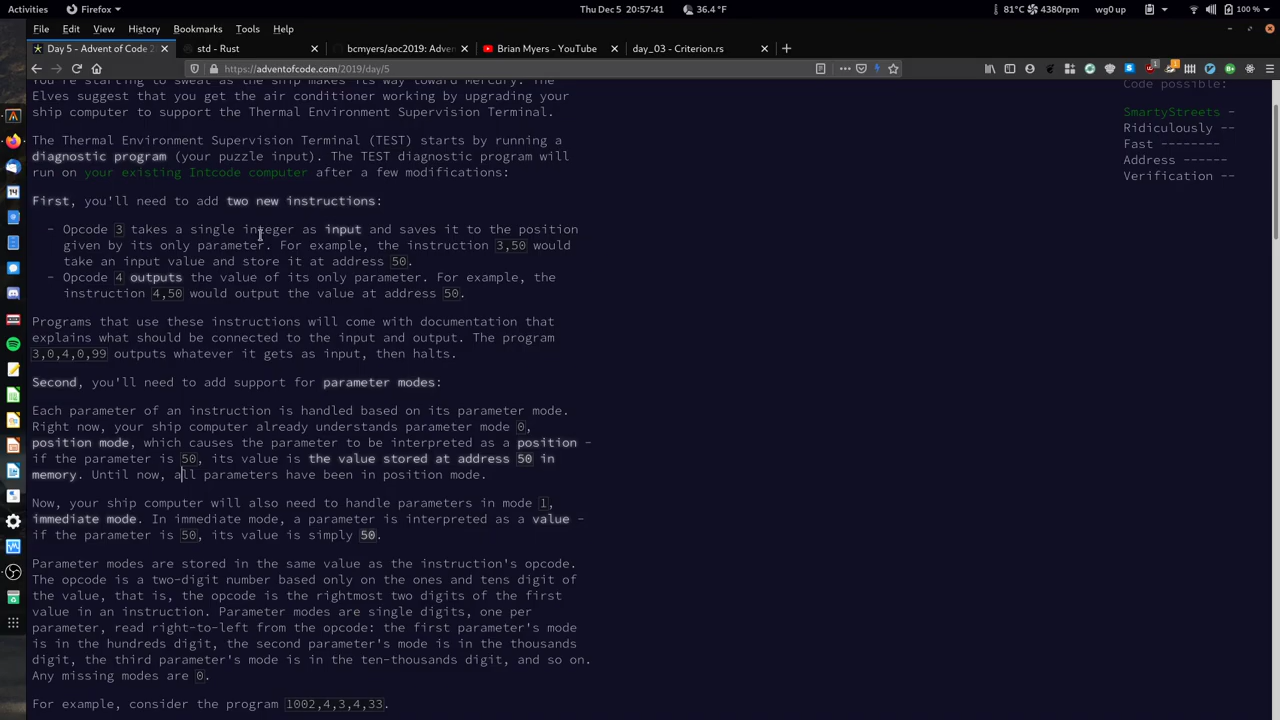 Activities
Firefox
Thu Dec 5 20:57:41
36.4 °F
81°C
4380rpm
wg0 up
100 %
File Edit View History Bookmarks Tools Help
Day 5 - Advent of Code 2
std - Rust
bcmyers/aoc2019: Adven
Brian Myers - YouTube
day_03 - Criterion.rs
https://adventofcode.com/2019/day/5
You're starting to sweat as the ship makes its way toward Mercury. The
Elves suggest that you get the air conditioner working by upgrading your
ship computer to support the Thermal Environment Supervision Terminal.
The Thermal Environment Supervision Terminal (TEST) starts by running a
diagnostic program (your puzzle input). The TEST diagnostic program will
run on your existing Intcode computer after a few modifications:
First, you'll need to add two new instructions:
- Opcode 3 takes a single integer as input and saves it to the position
given by its only parameter. For example, the instruction 3,50 would
take an input value and store it at address 50.
- Opcode 4 outputs the value of its only parameter. For example, the
instruction 4,50 would output the value at address 50.
Programs that use these instructions will come with documentation that
explains what should be connected to the input and output. The program
3,0,4,0,99 outputs whatever it gets as input, then halts.
Second, you'll need to add support for parameter modes:
Each parameter of an instruction is handled based on its parameter mode.
Right now, your ship computer already understands parameter mode 0,
position mode, which causes the parameter to be interpreted as a position -
if the parameter is 50, its value is the value stored at address 50 in
memory. Until now, all parameters have been in position mode.
Now, your ship computer will also need to handle parameters in mode 1,
immediate mode. In immediate mode, a parameter is interpreted as a value -
if the parameter is 50, its value is simply 50.
Parameter modes are stored in the same value as the instruction's opcode.
The opcode is a two-digit number based only on the ones and tens digit of
the value, that is, the opcode is the rightmost two digits of the first
value in an instruction. Parameter modes are single digits, one per
parameter, read right-to-left from the opcode: the first parameter's mode
is in the hundreds digit, the second parameter's mode is in the thousands
digit, the third parameter's mode is in the ten-thousands digit, and so on.
Any missing modes are 0.
For example, consider the program 1002,4,3,4,33.
Code possible:
SmartyStreets -
Ridiculously --
Fast --------
Address ------
Verification --